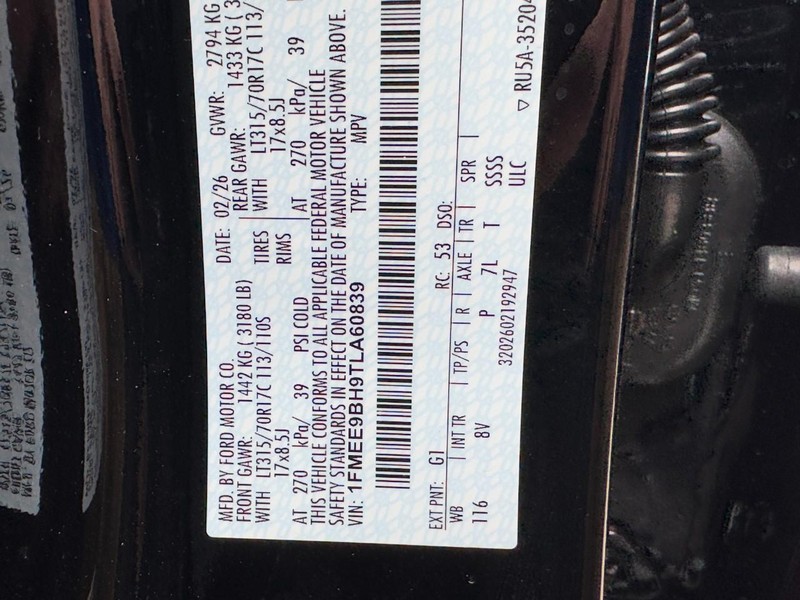 MFD. BY FORD MOTOR CO.
DATE: 02/26
GVWR: 2794 KG
FRONT GAWR: 1442 KG ( 3180 LB)
REAR GAWR: 1433 KG (
WITH LT315/70R17C 113/110S
TIRES
WITH LT315/70R17C 113/
17x8.5J
RIMS
17x8.5J
AT 270 kPa/ 39 PSI COLD
AT 270 kPa/ 39
THIS VEHICLE CONFORMS TO ALL APPLICABLE FEDERAL MOTOR VEHICLE
SAFETY STANDARDS IN EFFECT ON THE DATE OF MANUFACTURE SHOWN ABOVE.
VIN: 1FMEE9BH9TLA60839
TYPE: MPV
EXT PNT: G1
RC: 53 DSO:
WB | INT TR | TP/PS | R | AXLE | TR | SPR |
116 8V P 7L T SSSS
ULC
3202602192947
▽ RU5A-35204